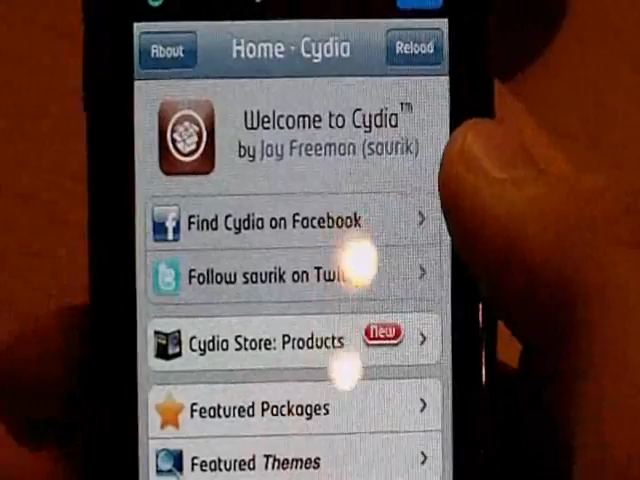 About
Home · Cydia
Reload
Welcome to Cydia™
by Jay Freeman (saurik)
Find Cydia on Facebook
Follow saurik on
Cydia Store: Products
New
Featured Packages
Featured Themes